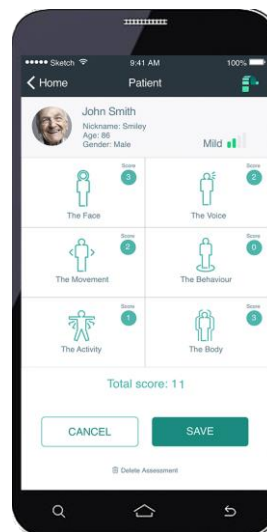 ●●●●● Sketch 9:41 AM 100%
Home Patient
John Smith
Nickname: Smiley
Age: 86
Gender: Male
Mild
Score
3
The Face
Score
2
The Voice
Score
2
The Movement
Score
0
The Behaviour
Score
1
The Activity
Score
3
The Body
Total score: 11
CANCEL
SAVE
Delete Assessment